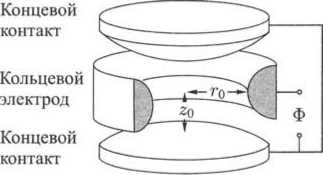 Концевой
контакт
Кольцевой
электрод
Концевой
контакт
r₀
z₀
Φ